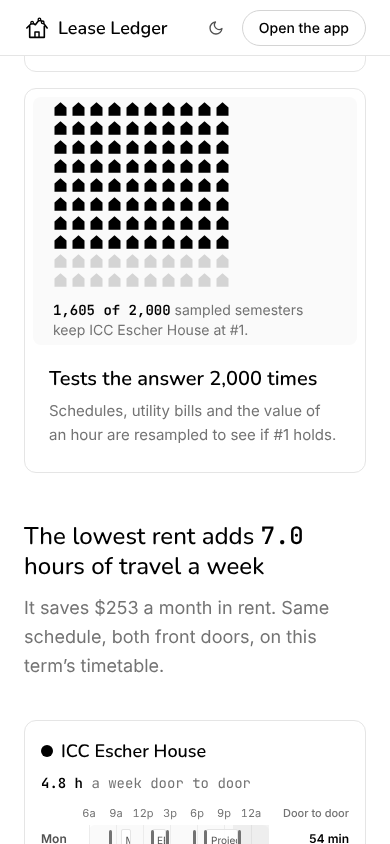 Lease Ledger
Open the app
1,605 of 2,000 sampled semesters
keep ICC Escher House at #1.
Tests the answer 2,000 times
Schedules, utility bills and the value of
an hour are resampled to see if #1 holds.
The lowest rent adds 7.0
hours of travel a week
It saves $253 a month in rent. Same
schedule, both front doors, on this
term’s timetable.
ICC Escher House
4.8 h a week door to door
6a 9a 12p 3p 6p 9p 12a Door to door
Mon 54 min